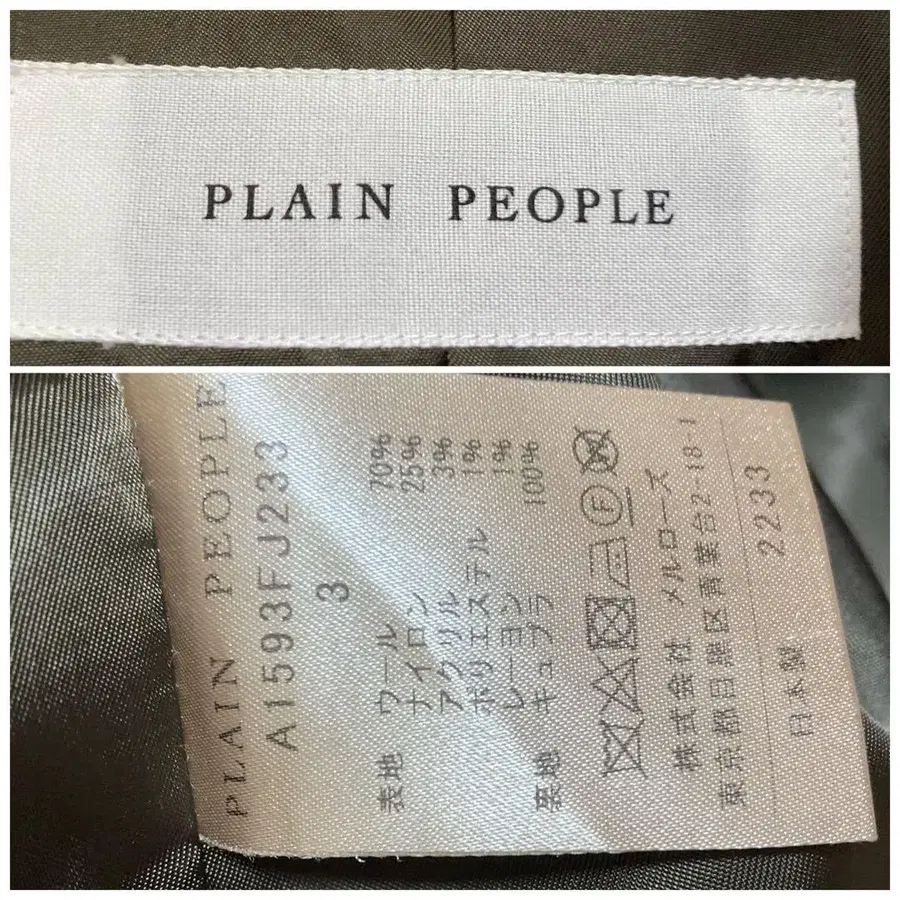 PLAIN PEOPLE
PLAIN PEOPLE
A1593FJ233
3
表地 ウール 70%
ナイロン 25%
アクリル 3%
ポリエステル 1%
レーヨン 1%
裏地 キュプラ 100%
F
株式会社 メルローズ
東京都目黒区青葉台2-18-1
日本製 2233